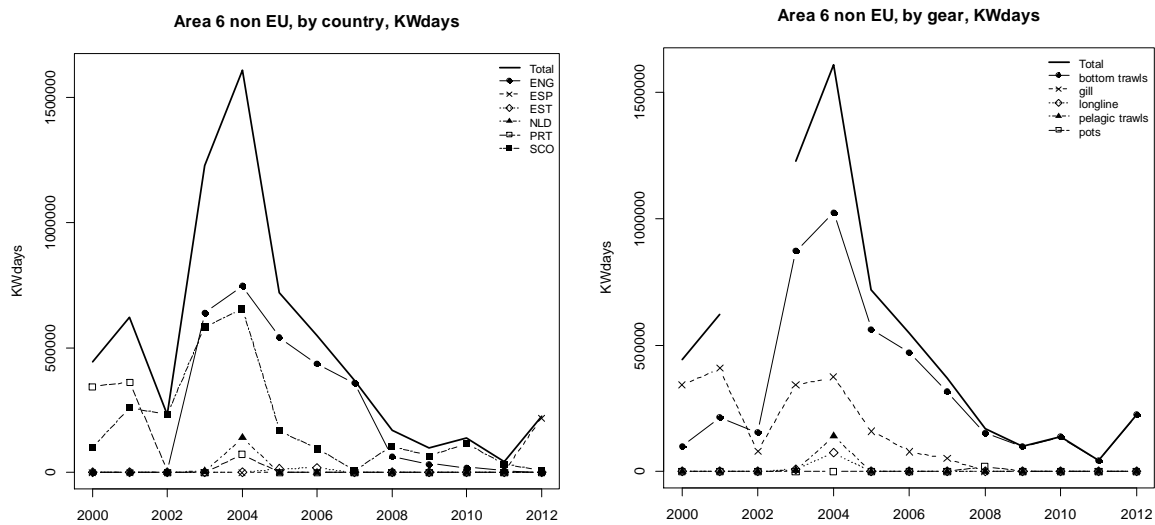 Area 6 non EU, by country, KWdays
Total
ENG
ESP
EST
NLD
PRT
SCO
KWdays
1500000
1000000
500000
0
2000 2002 2004 2006 2008 2010 2012
Area 6 non EU, by gear, KWdays
Total
bottom trawls
gill
longline
pelagic trawls
pots
KWdays
1500000
1000000
500000
0
2000 2002 2004 2006 2008 2010 2012